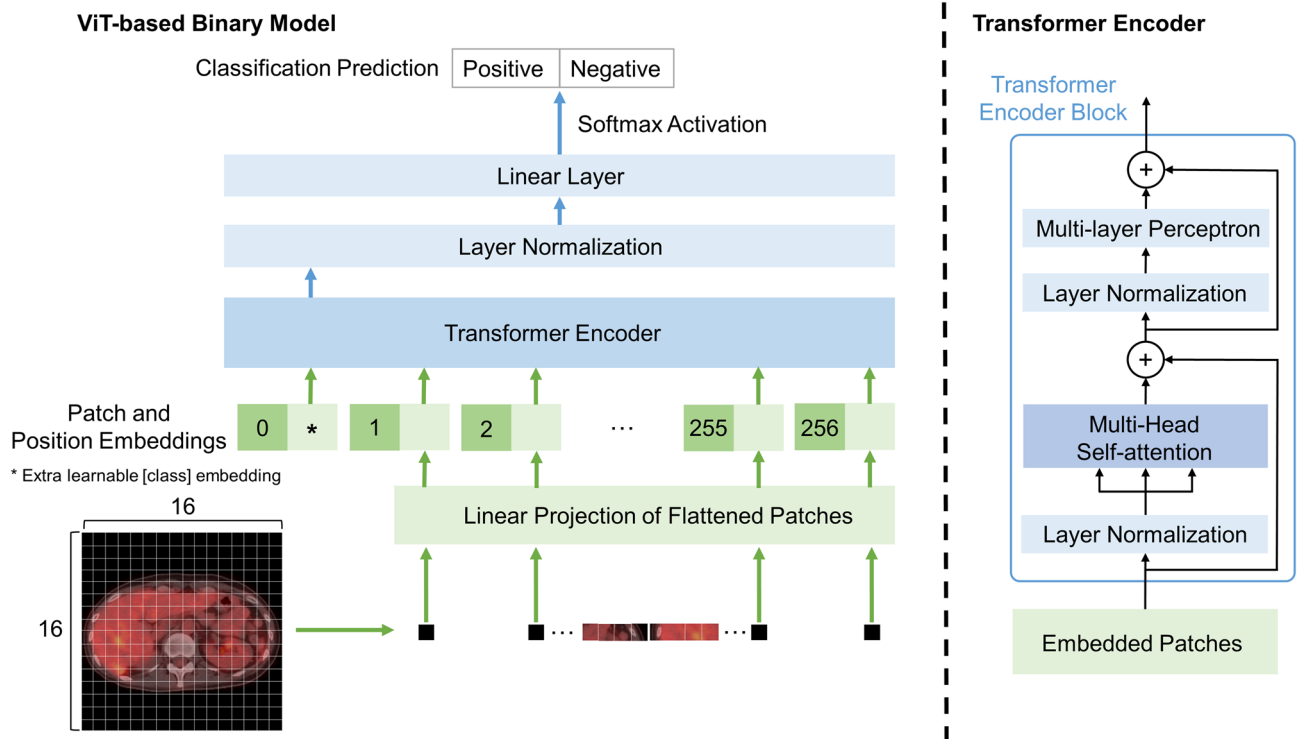 ViT-based Binary Model
Classification Prediction
Positive
Negative
Softmax Activation
Linear Layer
Layer Normalization
Transformer Encoder
Patch and
Position Embeddings
0
*
1
2
...
255
256
* Extra learnable [class] embedding
Linear Projection of Flattened Patches
16
16
...
...
Transformer Encoder
Transformer
Encoder Block
+
Multi-layer Perceptron
Layer Normalization
+
Multi-Head
Self-attention
Layer Normalization
Embedded Patches